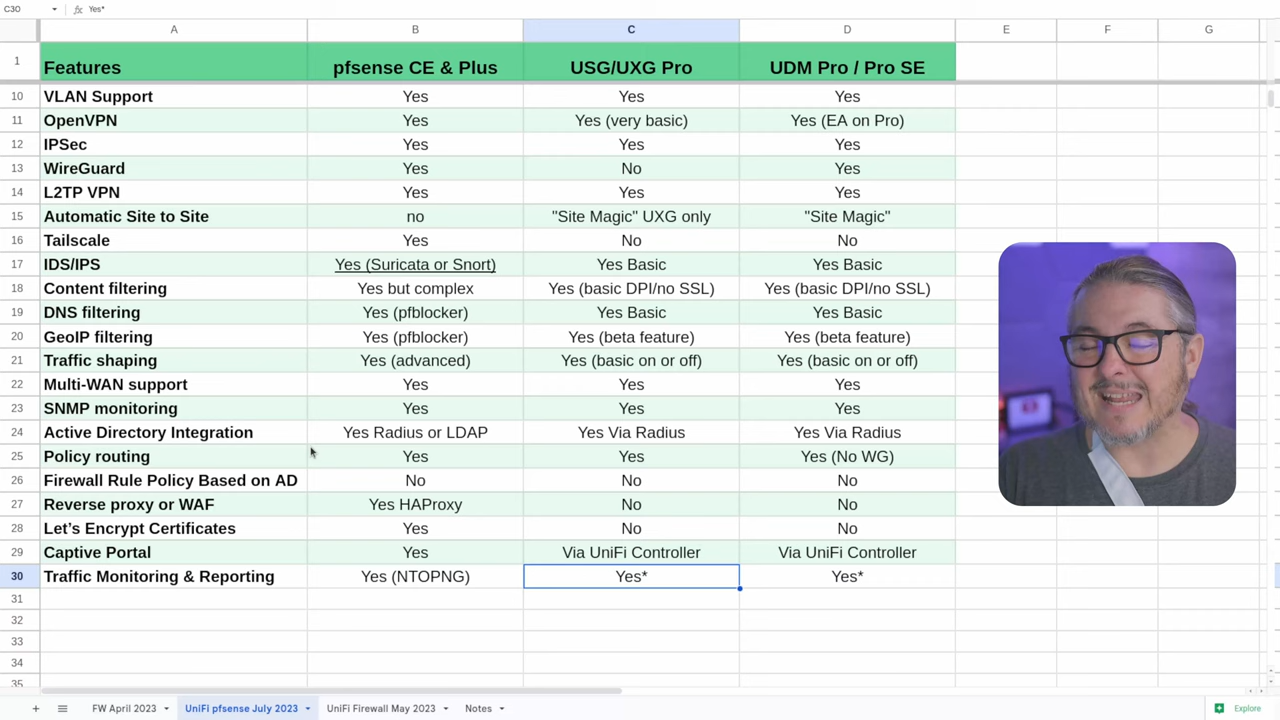 C30 Yes*
A B C D E F G
1 Features pfsense CE & Plus USG/UXG Pro UDM Pro / Pro SE
10 VLAN Support Yes Yes Yes
11 OpenVPN Yes Yes (very basic) Yes (EA on Pro)
12 IPSec Yes Yes Yes
13 WireGuard Yes No Yes
14 L2TP VPN Yes Yes Yes
15 Automatic Site to Site no "Site Magic" UXG only "Site Magic"
16 Tailscale Yes No No
17 IDS/IPS Yes (Suricata or Snort) Yes Basic Yes Basic
18 Content filtering Yes but complex Yes (basic DPI/no SSL) Yes (basic DPI/no SSL)
19 DNS filtering Yes (pfblocker) Yes Basic Yes Basic
20 GeoIP filtering Yes (pfblocker) Yes (beta feature) Yes (beta feature)
21 Traffic shaping Yes (advanced) Yes (basic on or off) Yes (basic on or off)
22 Multi-WAN support Yes Yes Yes
23 SNMP monitoring Yes Yes Yes
24 Active Directory Integration Yes Radius or LDAP Yes Via Radius Yes Via Radius
25 Policy routing Yes Yes Yes (No WG)
26 Firewall Rule Policy Based on AD No No No
27 Reverse proxy or WAF Yes HAProxy No No
28 Let’s Encrypt Certificates Yes No No
29 Captive Portal Yes Via UniFi Controller Via UniFi Controller
30 Traffic Monitoring & Reporting Yes (NTOPNG) Yes* Yes*
31
32
33
34
35
FW April 2023 UniFi pfsense July 2023 UniFi Firewall May 2023 Notes Explore